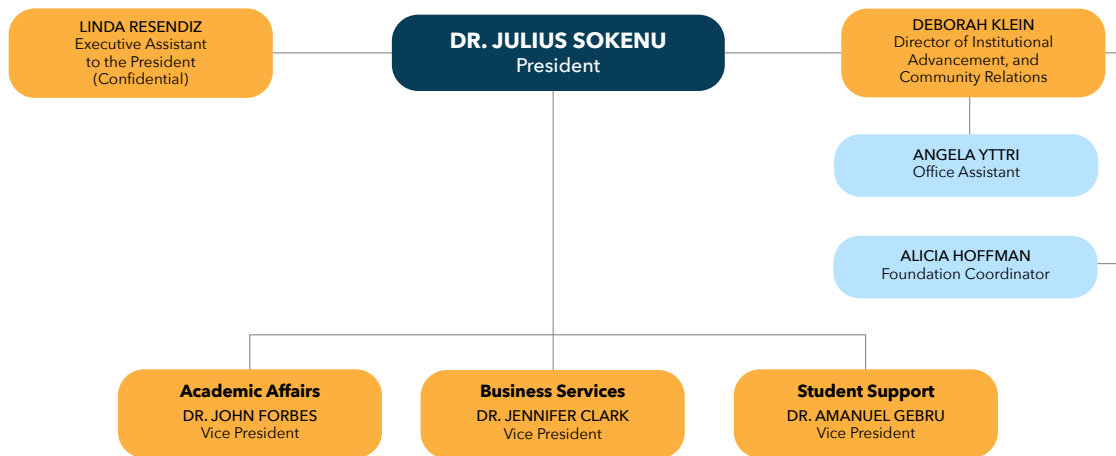 LINDA RESENDIZ
Executive Assistant
to the President
(Confidential)
DR. JULIUS SOKENU
President
DEBORAH KLEIN
Director of Institutional
Advancement, and
Community Relations
ANGELA YTTRI
Office Assistant
ALICIA HOFFMAN
Foundation Coordinator
Academic Affairs
DR. JOHN FORBES
Vice President
Business Services
DR. JENNIFER CLARK
Vice President
Student Support
DR. AMANUEL GEBRU
Vice President